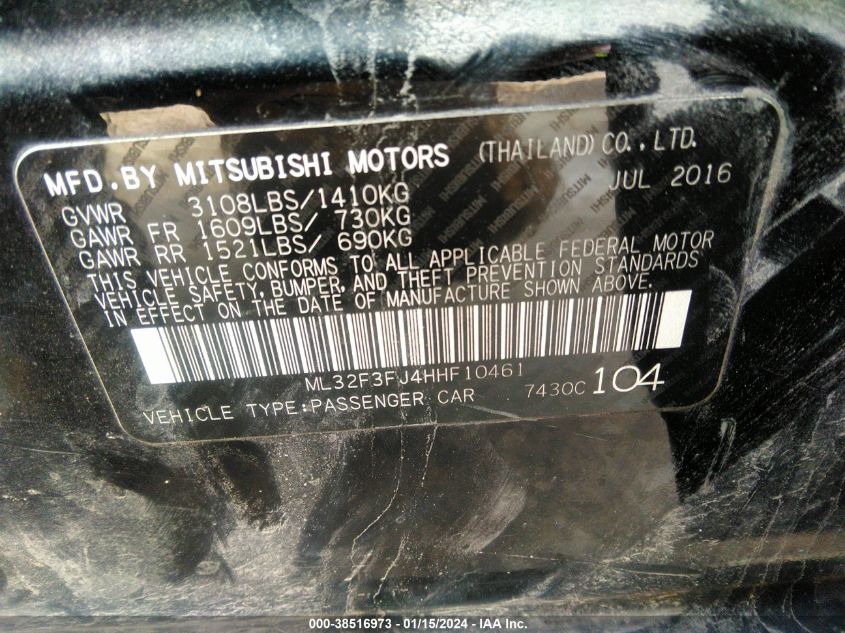 MFD.BY MITSUBISHI MOTORS (THAILAND) CO.,LTD.
JUL 2016
GVWR 3108LBS/1410KG
GAWR FR 1609LBS/ 730KG
GAWR RR 1521LBS/ 690KG
THIS VEHICLE CONFORMS TO ALL APPLICABLE FEDERAL MOTOR
VEHICLE SAFETY, BUMPER, AND THEFT PREVENTION STANDARDS
IN EFFECT ON THE DATE OF MANUFACTURE SHOWN ABOVE.
ML32F3FJ4HHF10461
VEHICLE TYPE:PASSENGER CAR 7430C 104
000-38516973 - 01/15/2024 - IAA Inc.